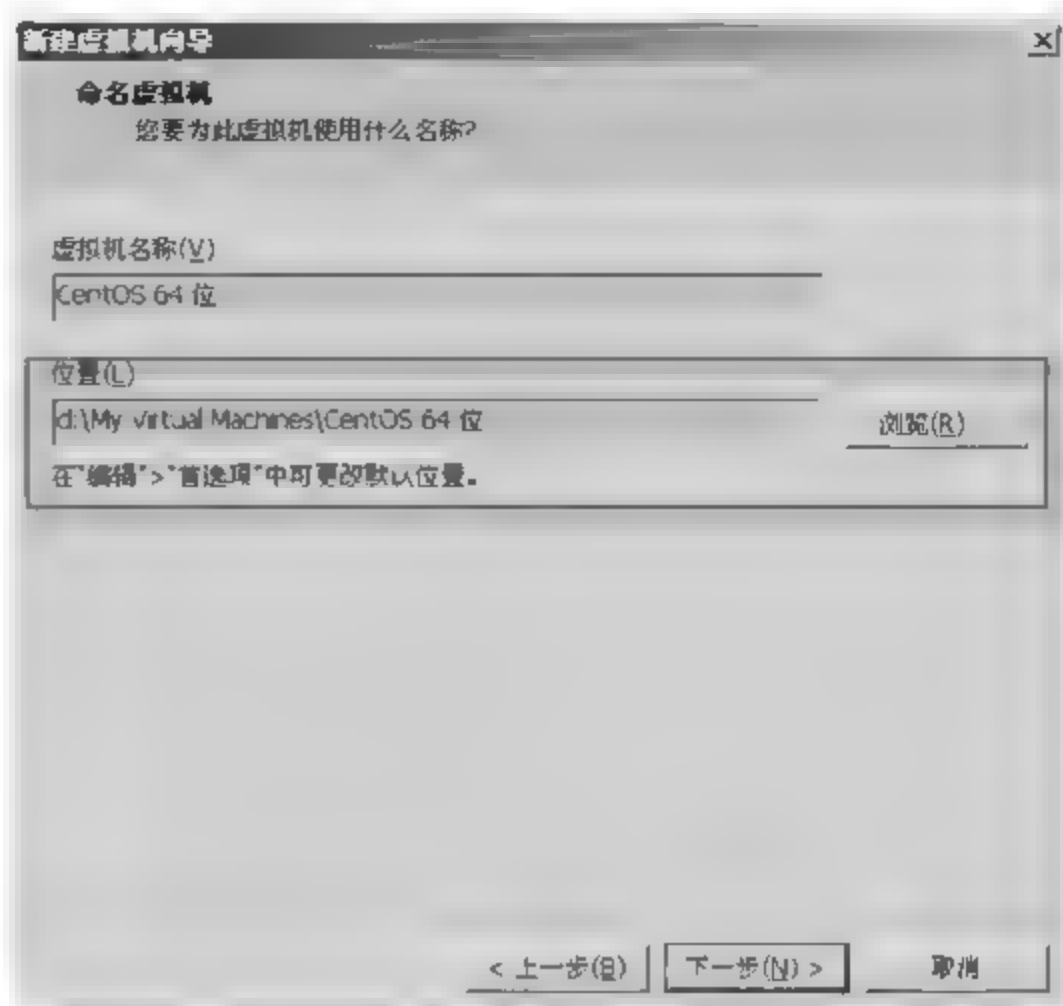 新建虚拟机向导
命名虚拟机
您要为此虚拟机使用什么名称?
虚拟机名称(V)
CentOS 64 位
位置(L)
d:\My Virtual Machines\CentOS 64 位
浏览(R)
在"编辑">"首选项"中可更改默认位置。
< 上一步(B)
下一步(N) >
取消